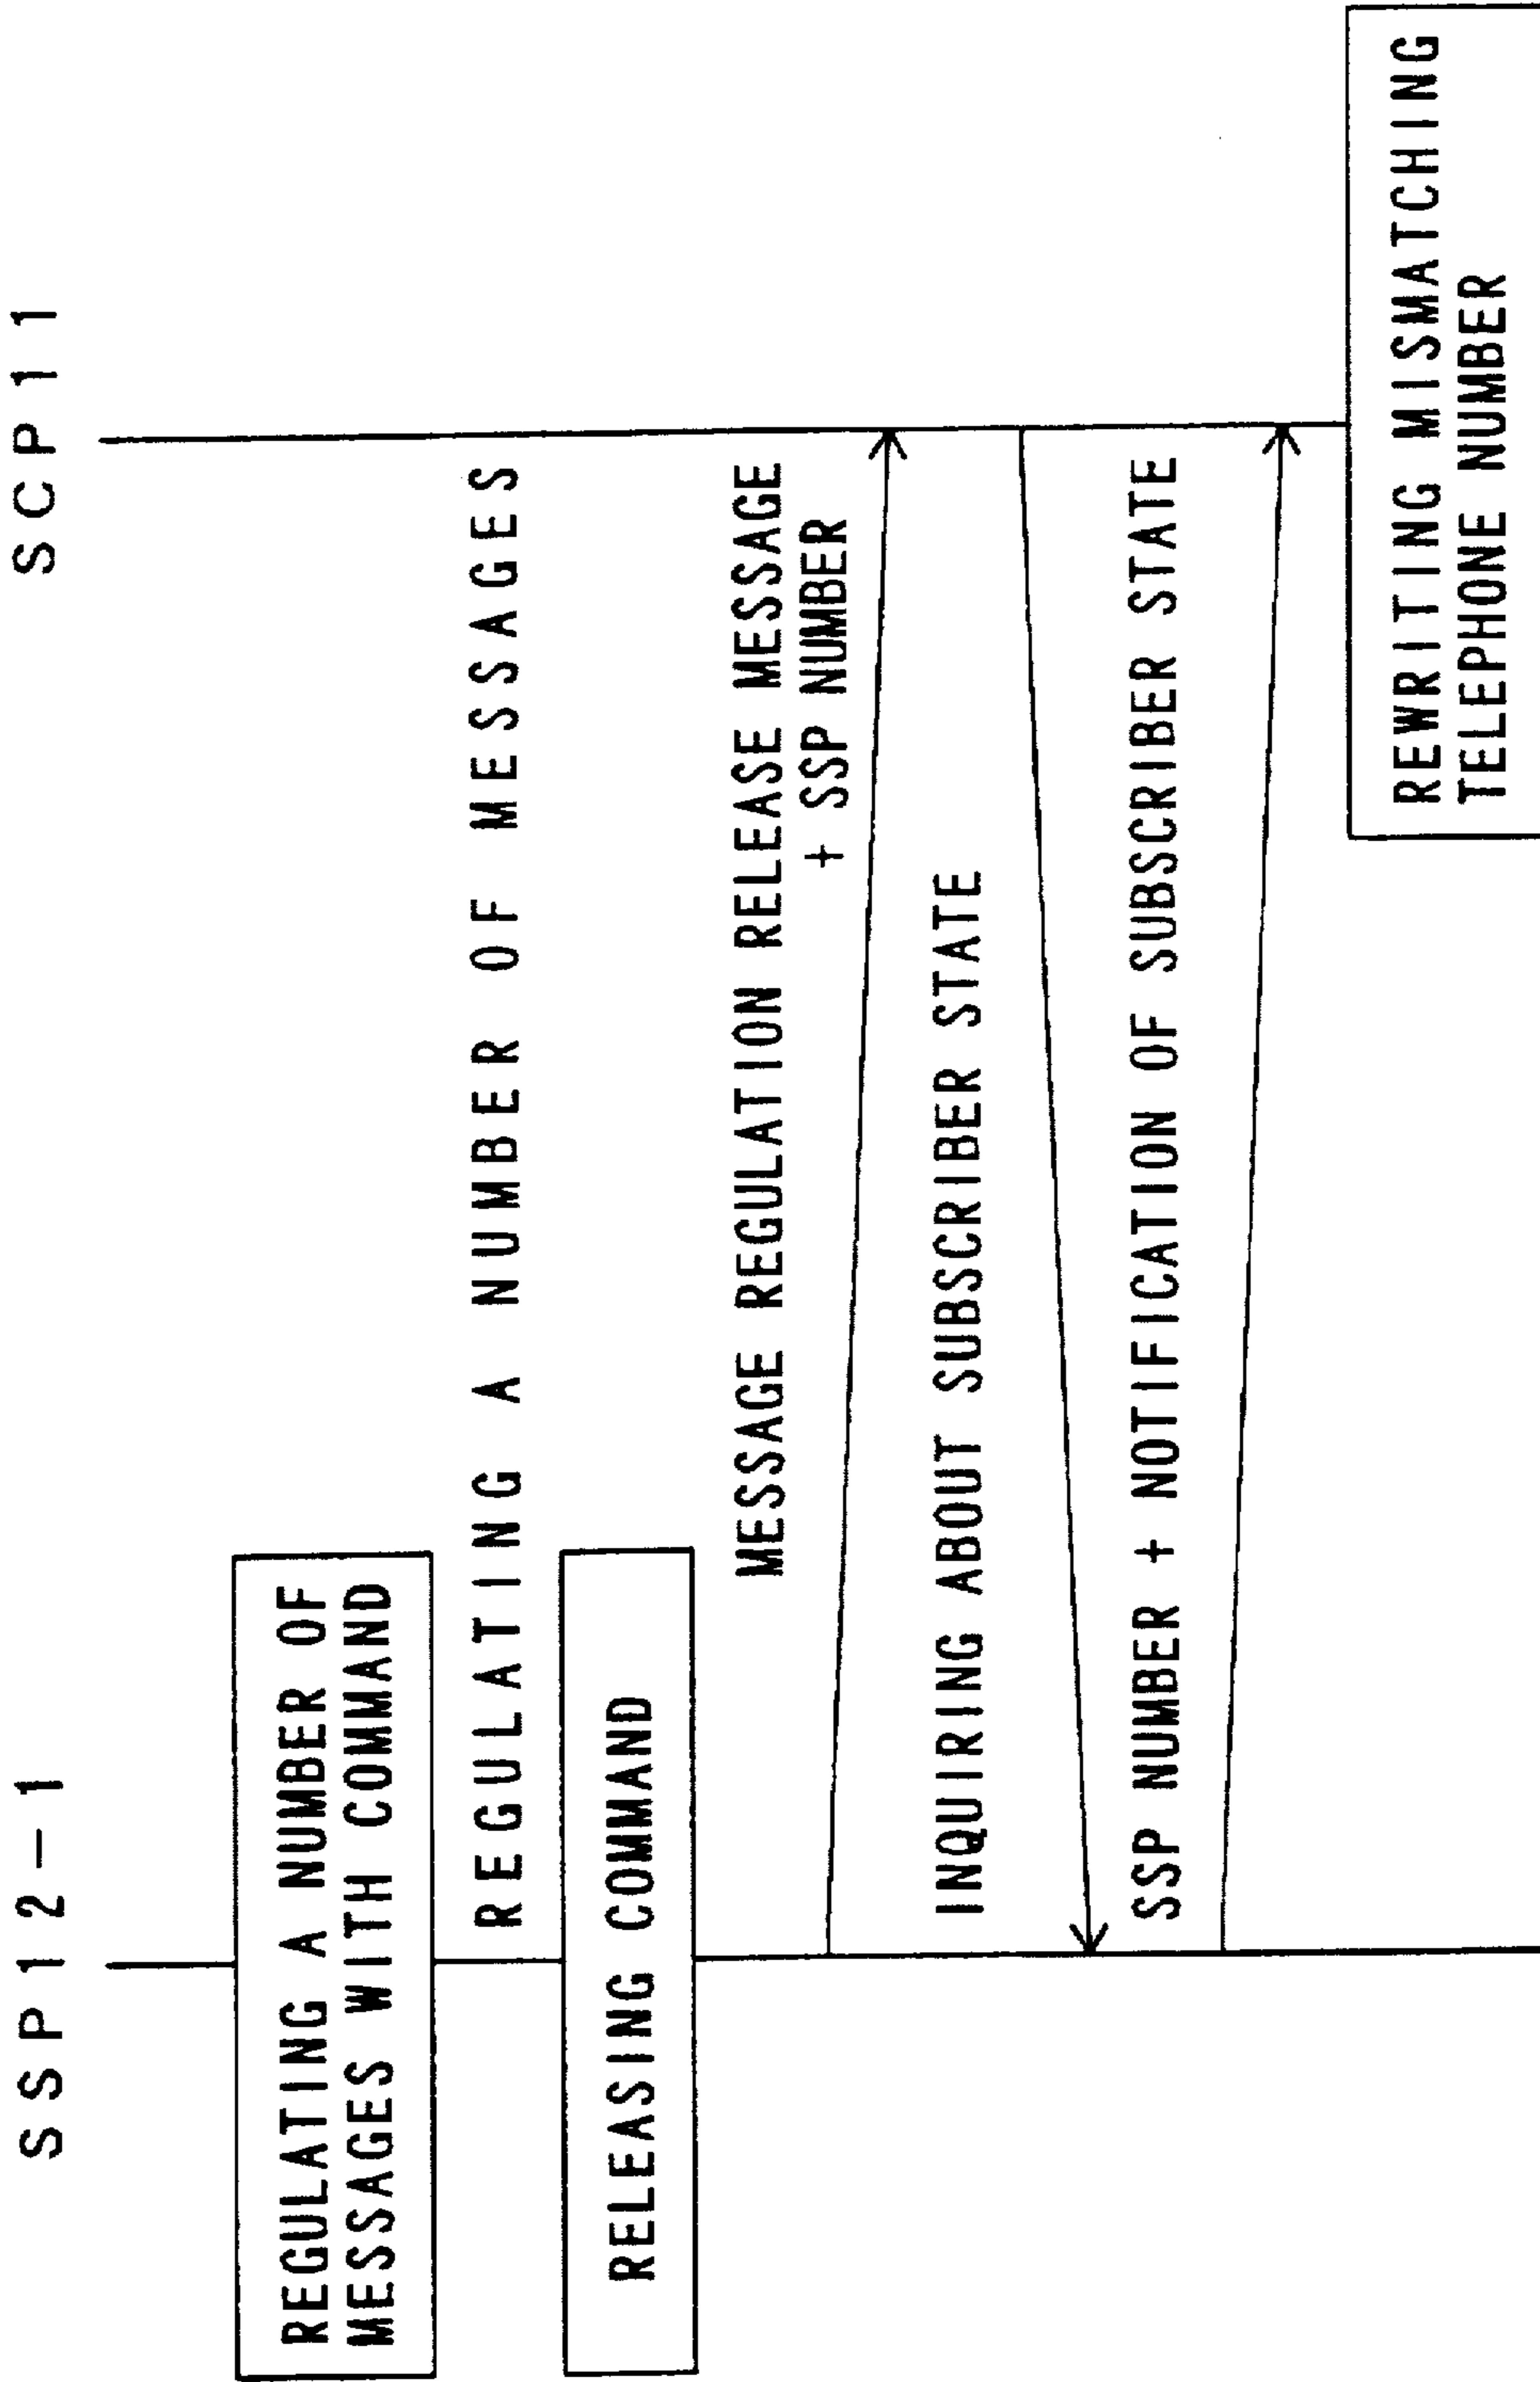 SSP12-1
SCP11
REGULATING A NUMBER OF
MESSAGES WITH COMMAND
REGULATING A NUMBER OF MESSAGES
RELEASING COMMAND
MESSAGE REGULATION RELEASE MESSAGE
+ SSP NUMBER
INQUIRING ABOUT SUBSCRIBER STATE
SSP NUMBER + NOTIFICATION OF SUBSCRIBER STATE
REWRITING MISMATCHING
TELEPHONE NUMBER